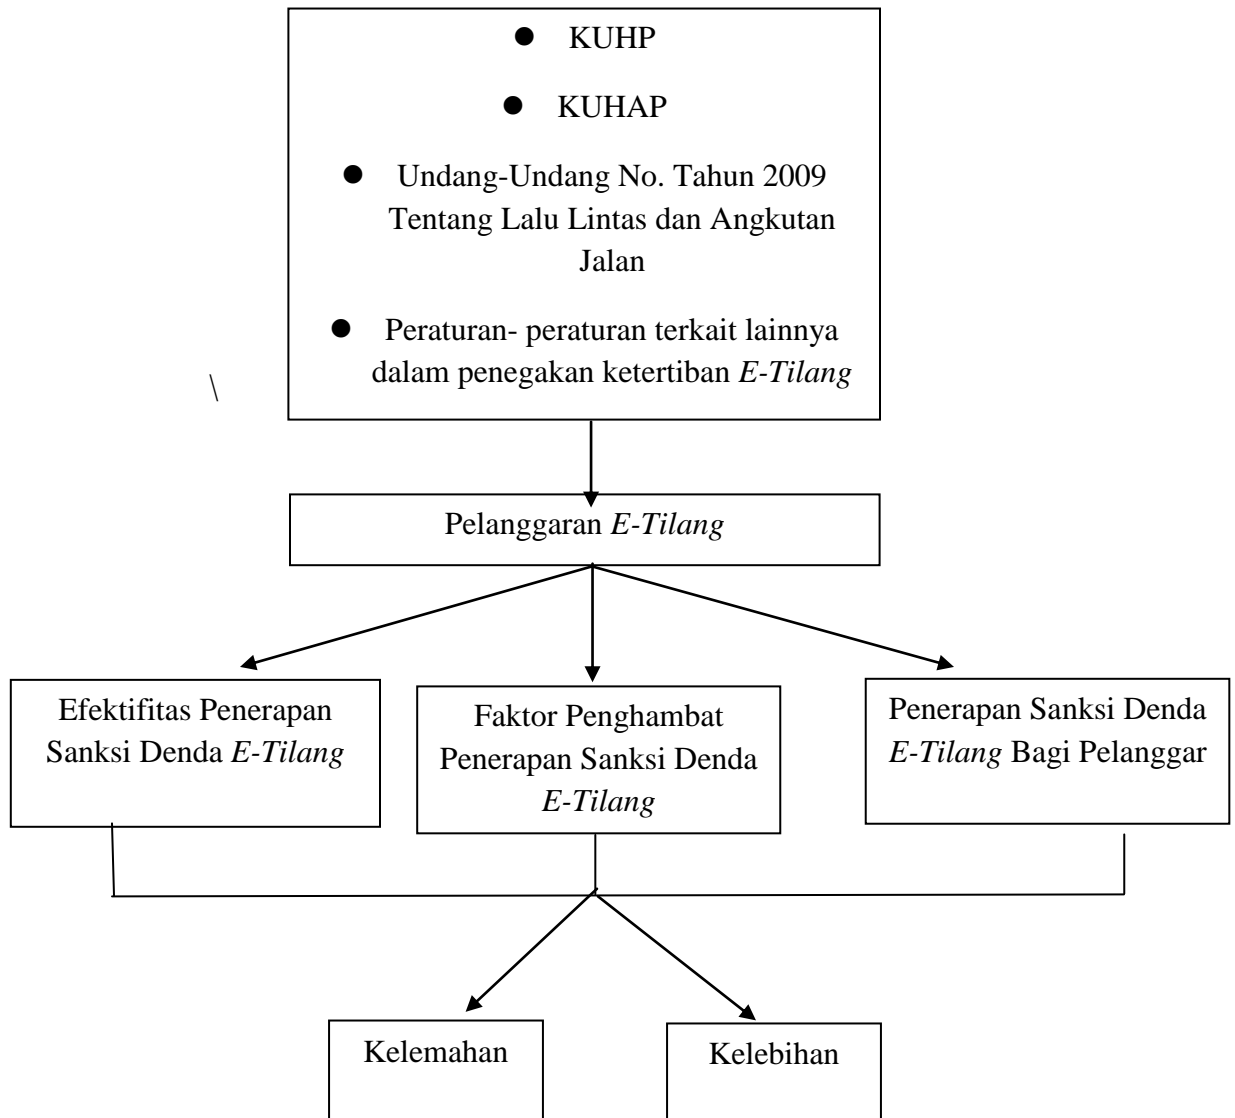 ● KUHP
● KUHAP
● Undang-Undang No. Tahun 2009
Tentang Lalu Lintas dan Angkutan
Jalan
● Peraturan- peraturan terkait lainnya
dalam penegakan ketertiban E-Tilang
\
Pelanggaran E-Tilang
Efektifitas Penerapan
Sanksi Denda E-Tilang
Faktor Penghambat
Penerapan Sanksi Denda
E-Tilang
Penerapan Sanksi Denda
E-Tilang Bagi Pelanggar
Kelemahan
Kelebihan